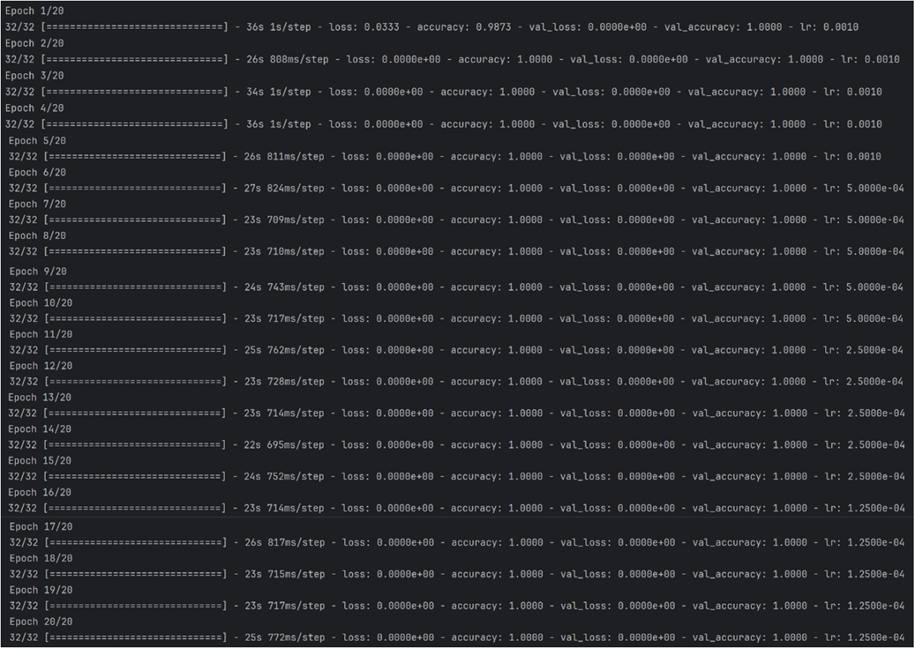 Epoch 1/20
32/32 [==============================] - 36s 1s/step - loss: 0.0333 - accuracy: 0.9873 - val_loss: 0.0000e+00 - val_accuracy: 1.0000 - lr: 0.0010
Epoch 2/20
32/32 [==============================] - 26s 808ms/step - loss: 0.0000e+00 - accuracy: 1.0000 - val_loss: 0.0000e+00 - val_accuracy: 1.0000 - lr: 0.0010
Epoch 3/20
32/32 [==============================] - 34s 1s/step - loss: 0.0000e+00 - accuracy: 1.0000 - val_loss: 0.0000e+00 - val_accuracy: 1.0000 - lr: 0.0010
Epoch 4/20
32/32 [==============================] - 36s 1s/step - loss: 0.0000e+00 - accuracy: 1.0000 - val_loss: 0.0000e+00 - val_accuracy: 1.0000 - lr: 0.0010
Epoch 5/20
32/32 [==============================] - 26s 811ms/step - loss: 0.0000e+00 - accuracy: 1.0000 - val_loss: 0.0000e+00 - val_accuracy: 1.0000 - lr: 0.0010
Epoch 6/20
32/32 [==============================] - 27s 824ms/step - loss: 0.0000e+00 - accuracy: 1.0000 - val_loss: 0.0000e+00 - val_accuracy: 1.0000 - lr: 5.0000e-04
Epoch 7/20
32/32 [==============================] - 23s 709ms/step - loss: 0.0000e+00 - accuracy: 1.0000 - val_loss: 0.0000e+00 - val_accuracy: 1.0000 - lr: 5.0000e-04
Epoch 8/20
32/32 [==============================] - 23s 710ms/step - loss: 0.0000e+00 - accuracy: 1.0000 - val_loss: 0.0000e+00 - val_accuracy: 1.0000 - lr: 5.0000e-04
Epoch 9/20
32/32 [==============================] - 24s 743ms/step - loss: 0.0000e+00 - accuracy: 1.0000 - val_loss: 0.0000e+00 - val_accuracy: 1.0000 - lr: 5.0000e-04
Epoch 10/20
32/32 [==============================] - 23s 717ms/step - loss: 0.0000e+00 - accuracy: 1.0000 - val_loss: 0.0000e+00 - val_accuracy: 1.0000 - lr: 5.0000e-04
Epoch 11/20
32/32 [==============================] - 25s 762ms/step - loss: 0.0000e+00 - accuracy: 1.0000 - val_loss: 0.0000e+00 - val_accuracy: 1.0000 - lr: 2.5000e-04
Epoch 12/20
32/32 [==============================] - 23s 728ms/step - loss: 0.0000e+00 - accuracy: 1.0000 - val_loss: 0.0000e+00 - val_accuracy: 1.0000 - lr: 2.5000e-04
Epoch 13/20
32/32 [==============================] - 23s 714ms/step - loss: 0.0000e+00 - accuracy: 1.0000 - val_loss: 0.0000e+00 - val_accuracy: 1.0000 - lr: 2.5000e-04
Epoch 14/20
32/32 [==============================] - 22s 695ms/step - loss: 0.0000e+00 - accuracy: 1.0000 - val_loss: 0.0000e+00 - val_accuracy: 1.0000 - lr: 2.5000e-04
Epoch 15/20
32/32 [==============================] - 24s 752ms/step - loss: 0.0000e+00 - accuracy: 1.0000 - val_loss: 0.0000e+00 - val_accuracy: 1.0000 - lr: 2.5000e-04
Epoch 16/20
32/32 [==============================] - 23s 714ms/step - loss: 0.0000e+00 - accuracy: 1.0000 - val_loss: 0.0000e+00 - val_accuracy: 1.0000 - lr: 1.2500e-04
Epoch 17/20
32/32 [==============================] - 26s 817ms/step - loss: 0.0000e+00 - accuracy: 1.0000 - val_loss: 0.0000e+00 - val_accuracy: 1.0000 - lr: 1.2500e-04
Epoch 18/20
32/32 [==============================] - 23s 715ms/step - loss: 0.0000e+00 - accuracy: 1.0000 - val_loss: 0.0000e+00 - val_accuracy: 1.0000 - lr: 1.2500e-04
Epoch 19/20
32/32 [==============================] - 23s 717ms/step - loss: 0.0000e+00 - accuracy: 1.0000 - val_loss: 0.0000e+00 - val_accuracy: 1.0000 - lr: 1.2500e-04
Epoch 20/20
32/32 [==============================] - 25s 772ms/step - loss: 0.0000e+00 - accuracy: 1.0000 - val_loss: 0.0000e+00 - val_accuracy: 1.0000 - lr: 1.2500e-04